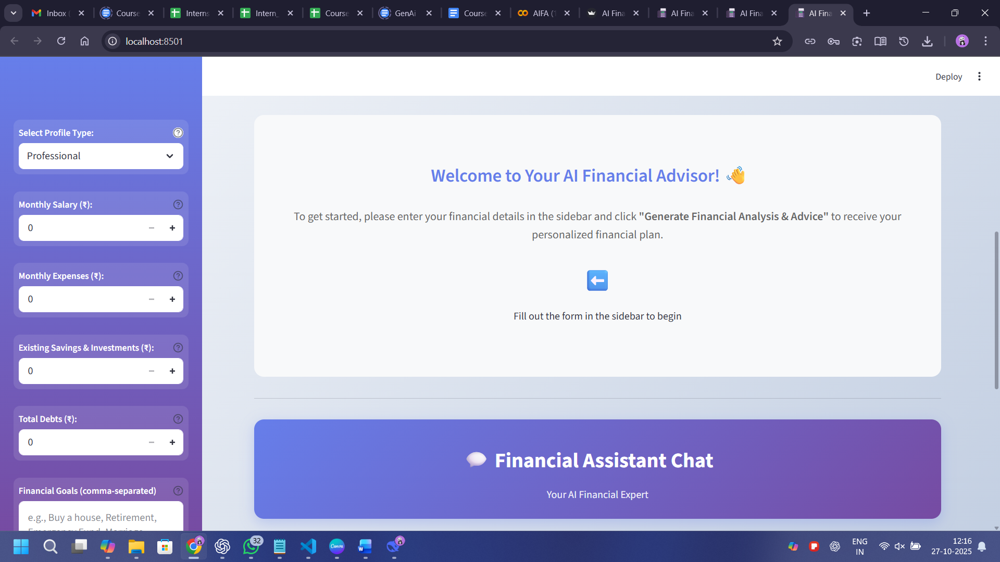 Inbox (
Course
Interns
Intern_
Course
GenAi
Course
AIFA (1
AI Fina
AI Fina
AI Fina
AI Fina
localhost:8501
Deploy
Select Profile Type:
Professional
Monthly Salary (₹):
0
Monthly Expenses (₹):
0
Existing Savings & Investments (₹):
0
Total Debts (₹):
0
Financial Goals (comma-separated)
e.g., Buy a house, Retirement,
Emergency Fund, Marriage
Welcome to Your AI Financial Advisor! 👋
To get started, please enter your financial details in the sidebar and click "Generate Financial Analysis & Advice" to receive your
personalized financial plan.
Fill out the form in the sidebar to begin
💬 Financial Assistant Chat
Your AI Financial Expert
32
Canva
W
ENG
IN
12:16
27-10-2025